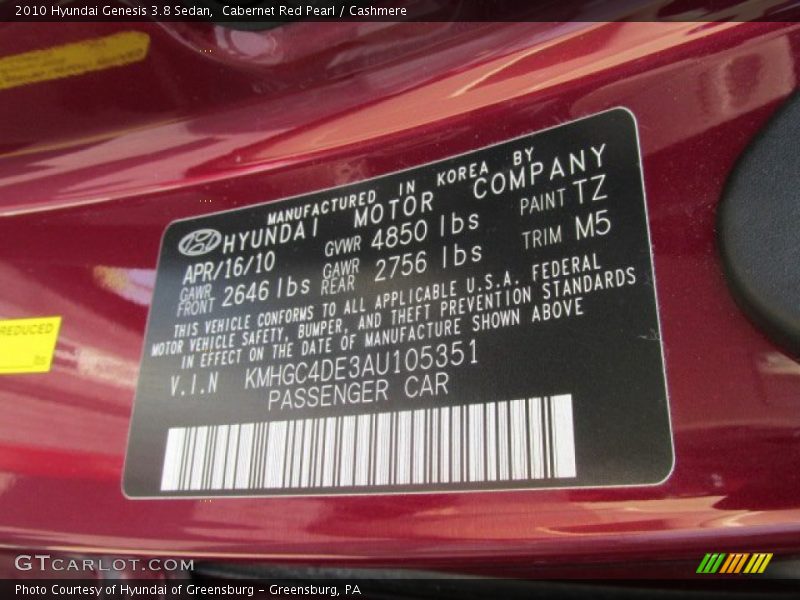 2010 Hyundai Genesis 3.8 Sedan, Cabernet Red Pearl / Cashmere
MANUFACTURED IN KOREA BY
HYUNDAI MOTOR COMPANY
APR/16/10 GVWR 4850 lbs PAINT TZ
GAWR FRONT 2646 lbs GAWR REAR 2756 lbs TRIM M5
THIS VEHICLE CONFORMS TO ALL APPLICABLE U.S.A. FEDERAL
MOTOR VEHICLE SAFETY, BUMPER, AND THEFT PREVENTION STANDARDS
IN EFFECT ON THE DATE OF MANUFACTURE SHOWN ABOVE
V.I.N KMHGC4DE3AU105351
PASSENGER CAR
REDUCED
lbs
GTCARLOT.COM
Photo Courtesy of Hyundai of Greensburg - Greensburg, PA